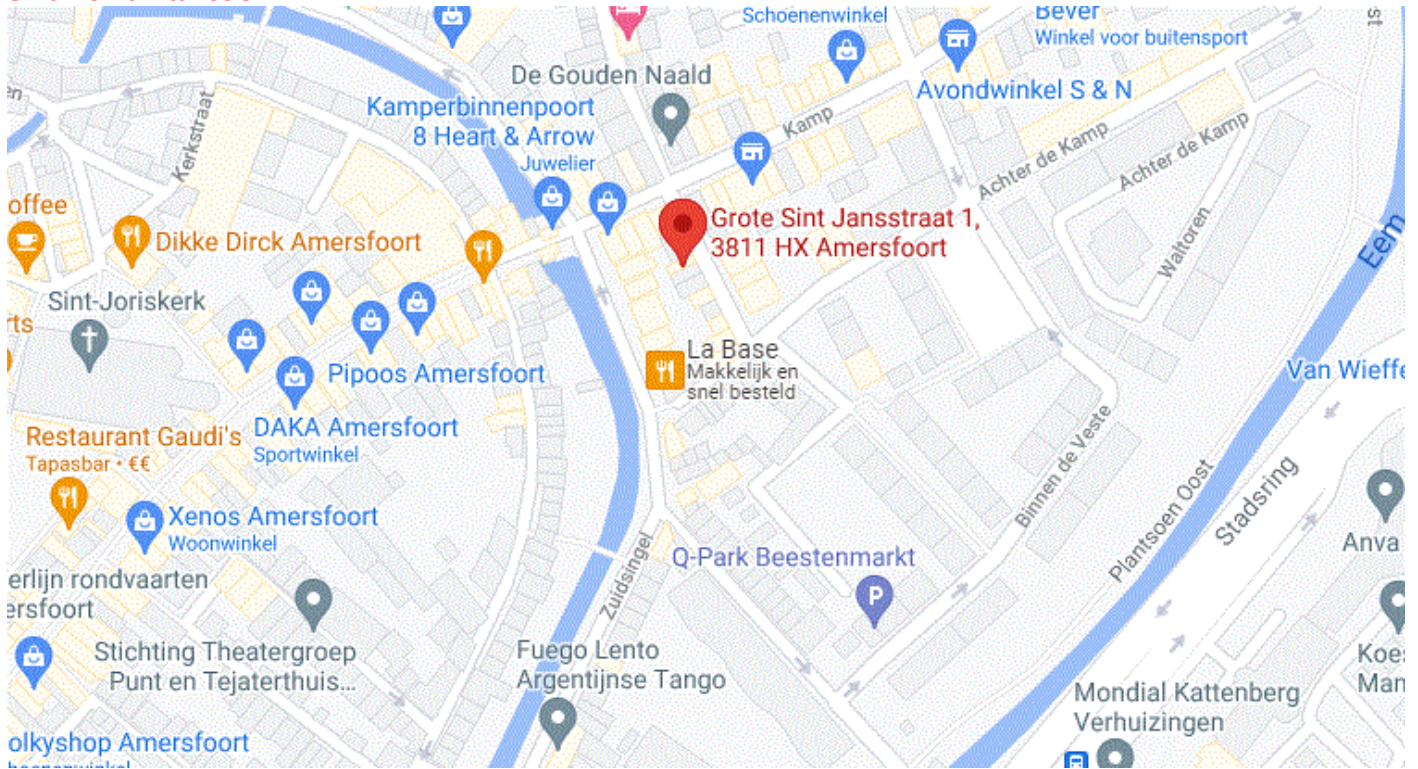 Schoenenwinkel
Bever
Winkel voor buitensport
De Gouden Naald
Avondwinkel S & N
Kamperbinnenpoort
8 Heart & Arrow
Juwelier
Kamp
Kerkstraat
Achter de Kamp
Achter de Kamp
offee
Dikke Dirck Amersfoort
Grote Sint Jansstraat 1,
3811 HX Amersfoort
Waltoren
Eem
Sint-Joriskerk
rts
La Base
Makkelijk en
snel besteld
Pipoos Amersfoort
Van Wieffe
Restaurant Gaudi's
Tapasbar • €€
DAKA Amersfoort
Sportwinkel
Binnen de Veste
Plantsoen Oost
Stadsring
Xenos Amersfoort
Woonwinkel
Zuidsingel
Q-Park Beestenmarkt
P
Anva
erlijn rondvaarten
ersfoort
Stichting Theatergroep
Punt en Tejaterthuis...
Fuego Lento
Argentijnse Tango
Koes
Man
Mondial Kattenberg
Verhuizingen
olkyshop Amersfoort